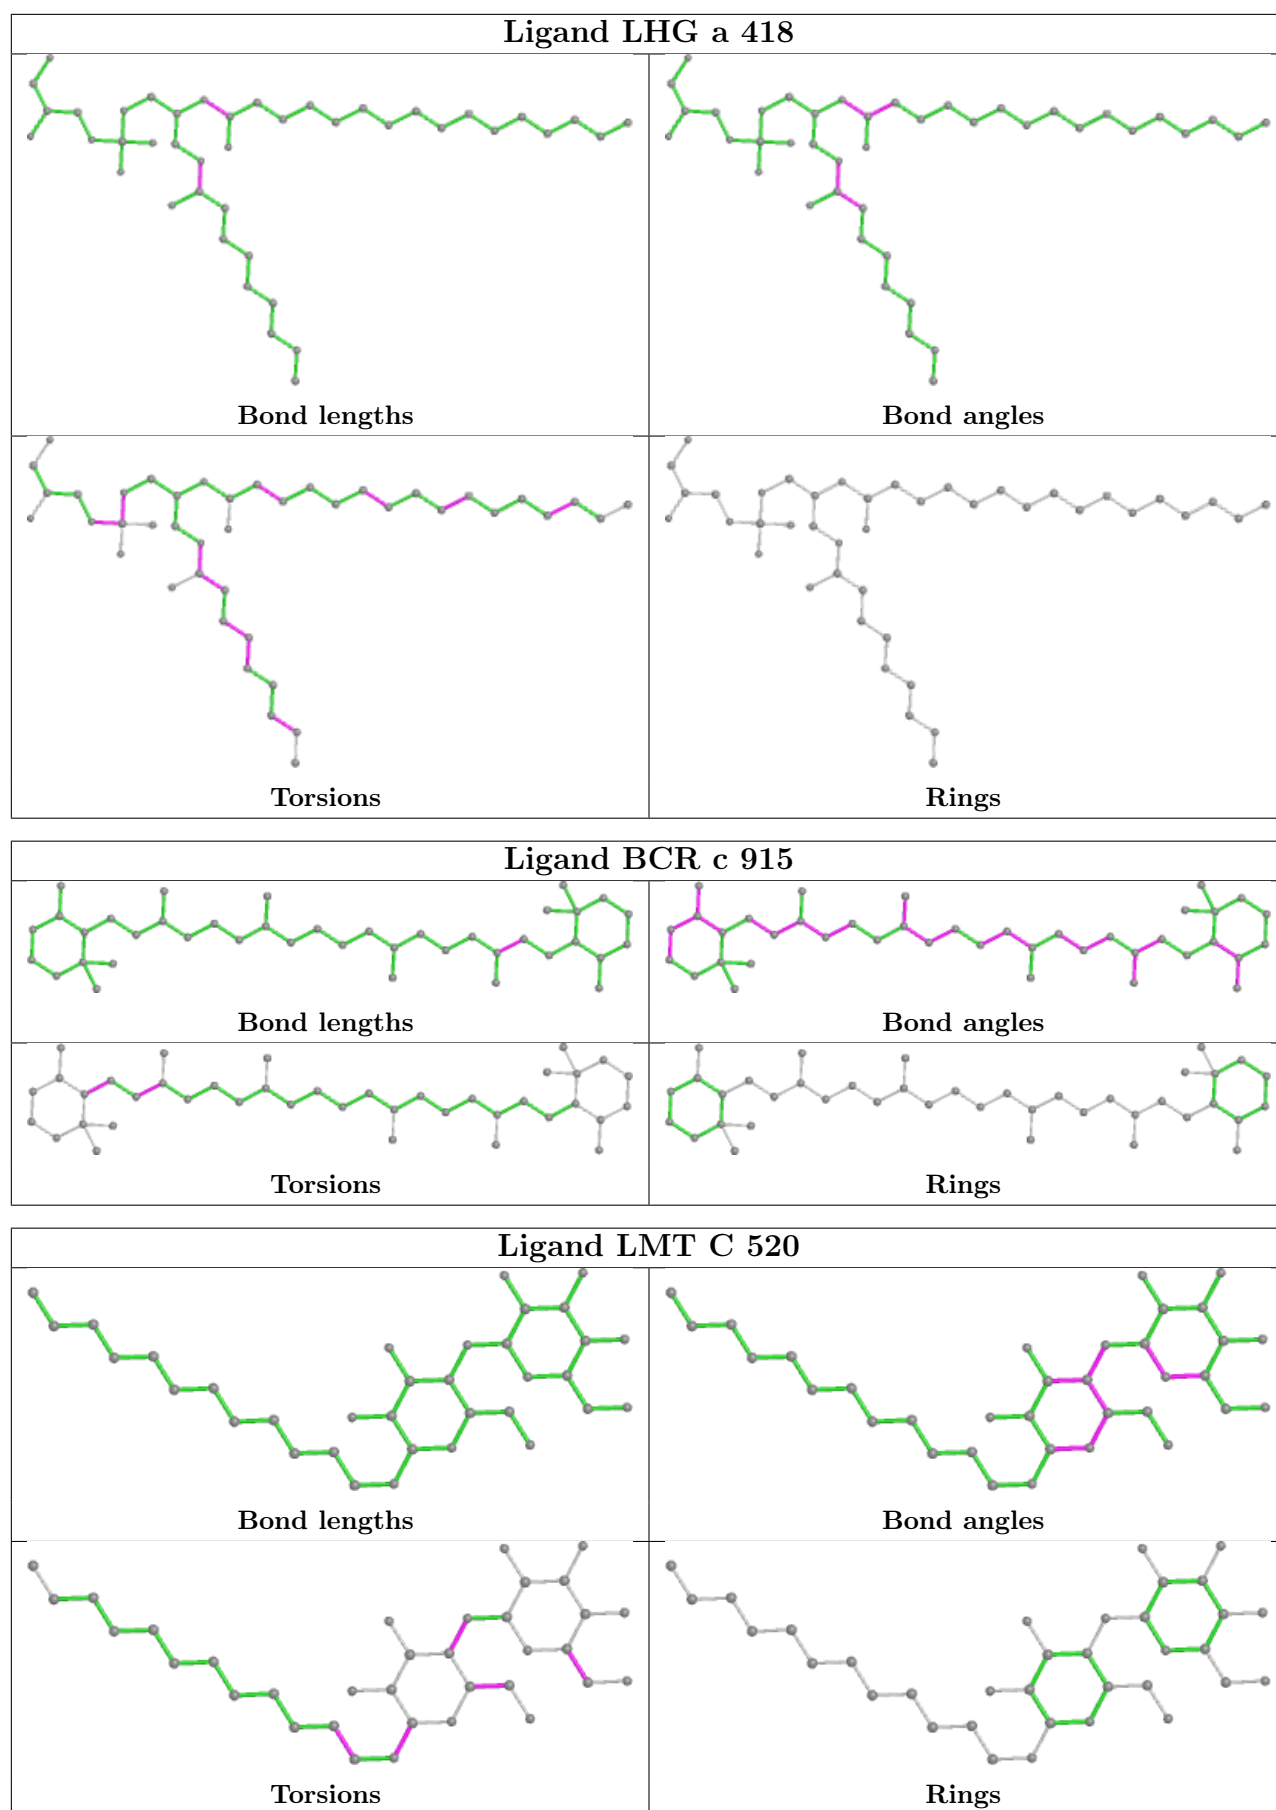 Ligand LHG a 418
Bond lengths
Bond angles
Torsions
Rings
Ligand BCR c 915
Bond lengths
Bond angles
Torsions
Rings
Ligand LMT C 520
Bond lengths
Bond angles
Torsions
Rings